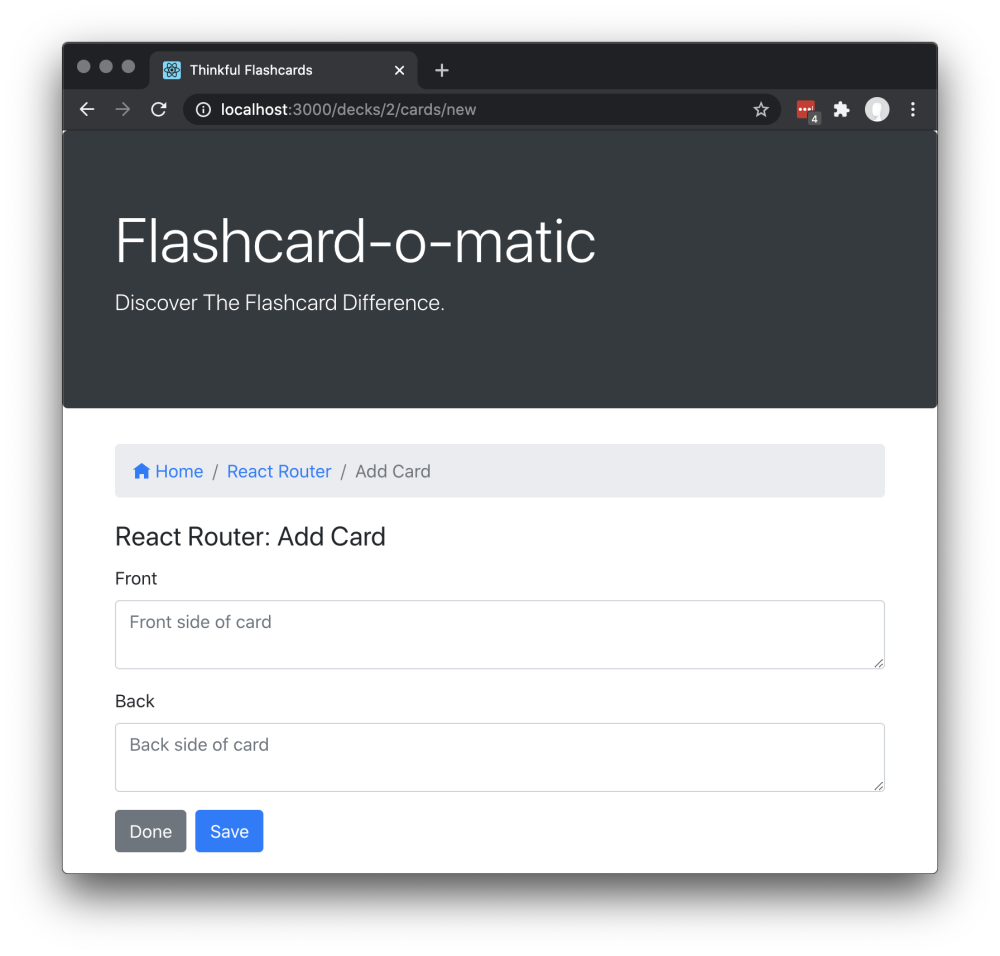 Thinkful Flashcards
localhost:3000/decks/2/cards/new
4
Flashcard-o-matic
Discover The Flashcard Difference.
Home / React Router / Add Card
React Router: Add Card
Front
Front side of card
Back
Back side of card
Done Save